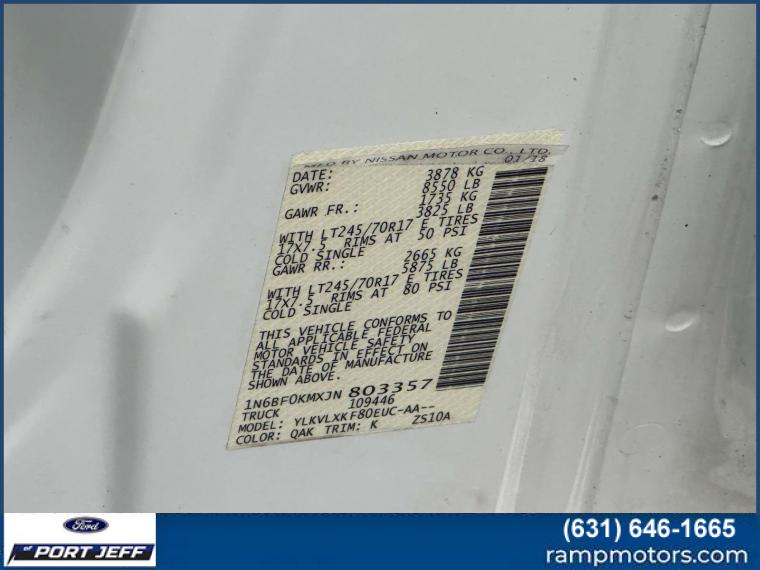 MFD BY NISSAN MOTOR CO., LTD.
01/18
DATE: 3878 KG
GVWR: 8550 LB
1735 KG
GAWR FR.: 3825 LB
WITH LT245/70R17 E TIRES
17X7.5 RIMS AT 50 PSI
COLD SINGLE 2665 KG
GAWR RR.: 5875 LB
WITH LT245/70R17 E TIRES
17X7.5 RIMS AT 80 PSI
COLD SINGLE
THIS VEHICLE CONFORMS TO
ALL APPLICABLE FEDERAL
MOTOR VEHICLE SAFETY
STANDARDS IN EFFECT ON
THE DATE OF MANUFACTURE
SHOWN ABOVE.
1N6BF0KMXJN 803357
TRUCK 109446
MODEL: YLKVLXKF80EUC-AA--
COLOR: QAK TRIM: K ZS10A
Ford
of PORT JEFF
(631) 646-1665
rampmotors.com